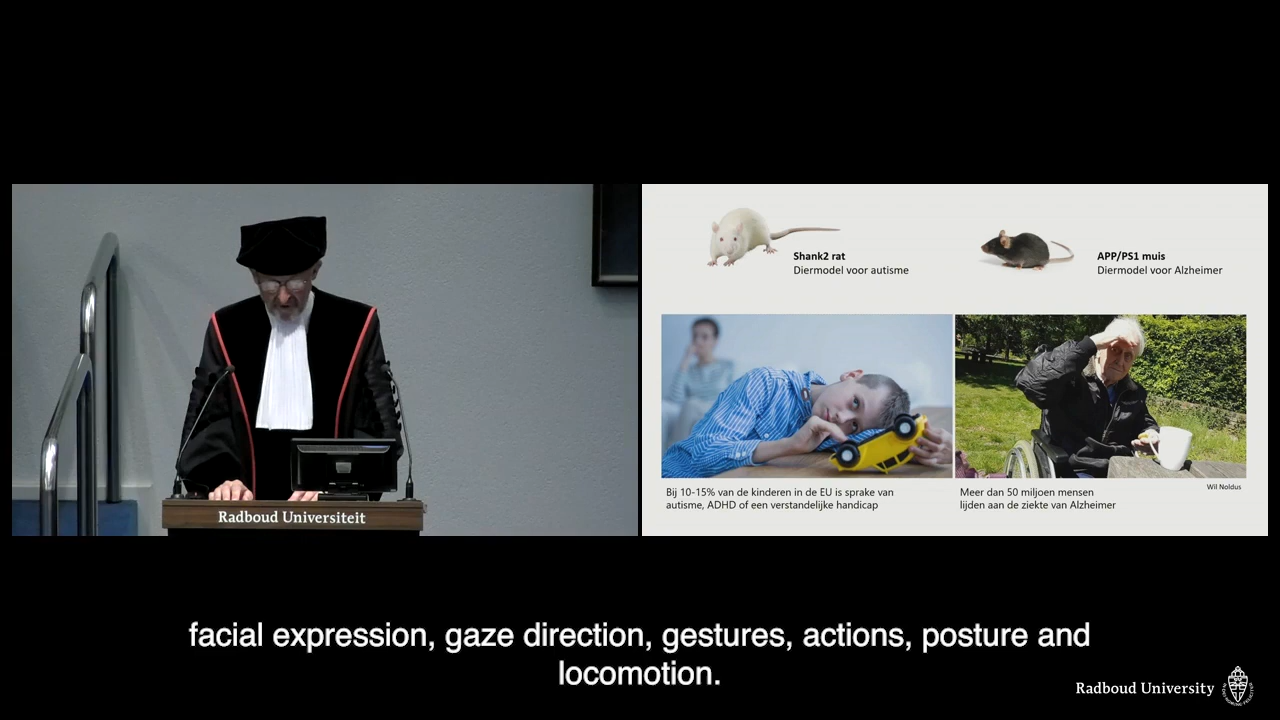 Shank2 rat
Diermodel voor autisme
APP/PS1 muis
Diermodel voor Alzheimer
Wil Noldus
Bij 10-15% van de kinderen in de EU is sprake van
autisme, ADHD of een verstandelijke handicap
Meer dan 50 miljoen mensen
lijden aan de ziekte van Alzheimer
Radboud Universiteit
facial expression, gaze direction, gestures, actions, posture and
locomotion.
Radboud University